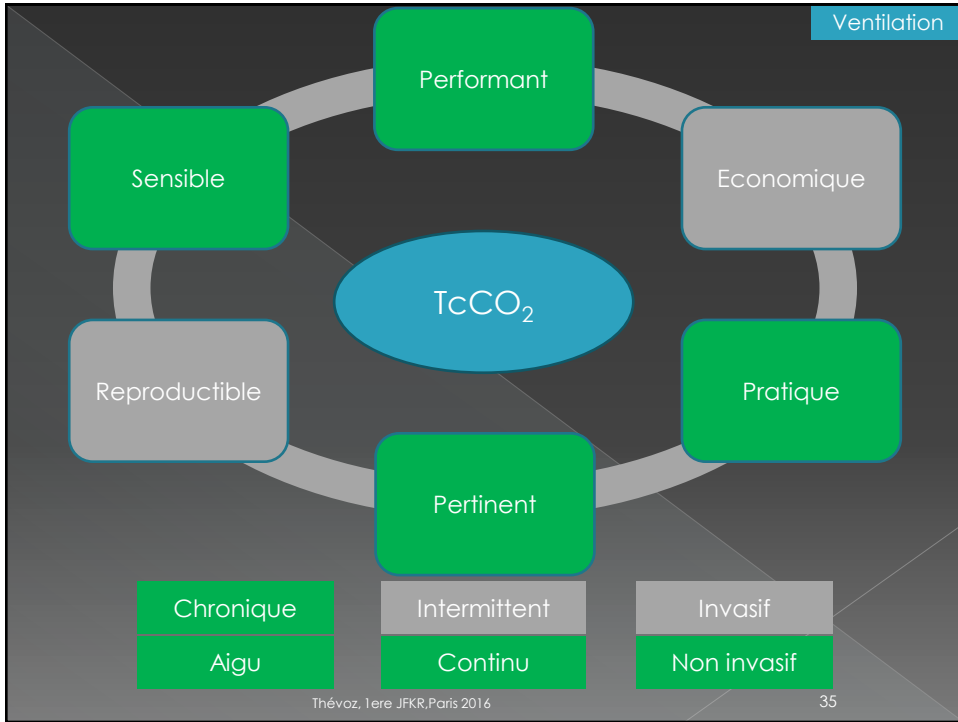 Ventilation
Performant
Sensible
Economique
TcCO₂
Reproductible
Pratique
Pertinent
Chronique
Intermittent
Invasif
Aigu
Continu
Non invasif
Thévoz, 1ere JFKR,Paris 2016
35